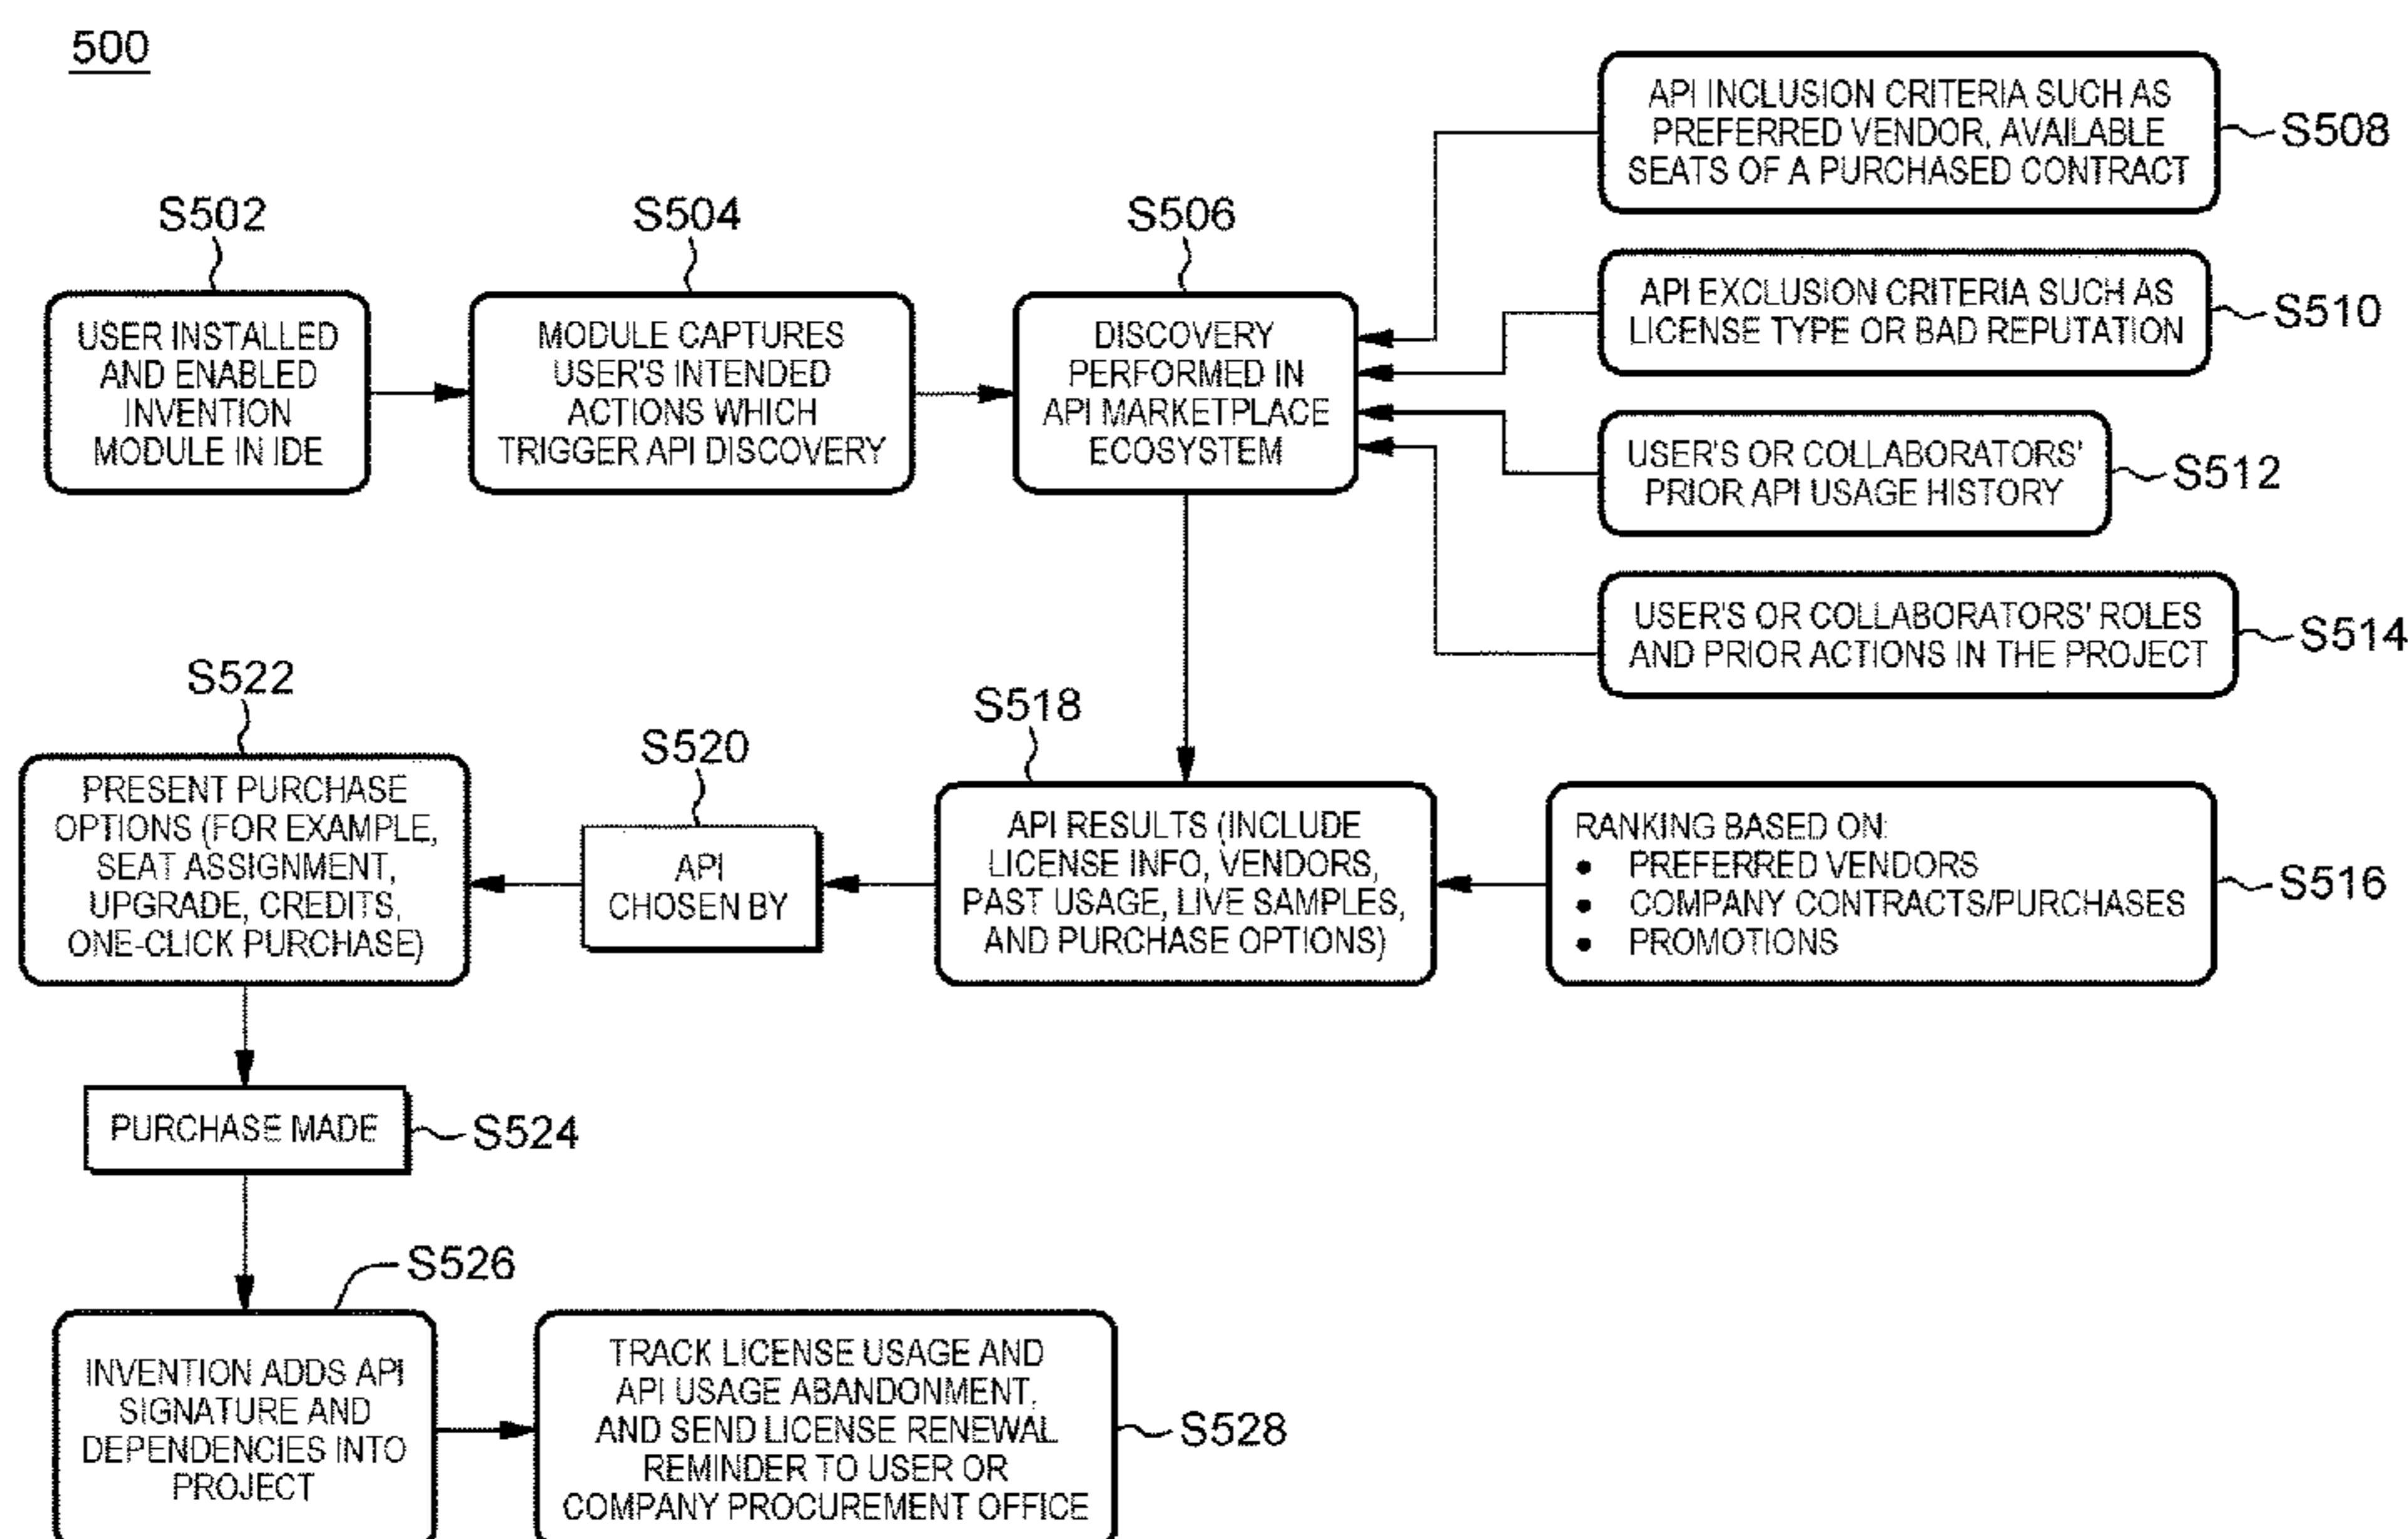 500
S502
USER INSTALLED
AND ENABLED
INVENTION
MODULE IN IDE
S504
MODULE CAPTURES
USER'S INTENDED
ACTIONS WHICH
TRIGGER API DISCOVERY
S506
DISCOVERY
PERFORMED IN
API MARKETPLACE
ECOSYSTEM
API INCLUSION CRITERIA SUCH AS
PREFERRED VENDOR, AVAILABLE
SEATS OF A PURCHASED CONTRACT
S508
API EXCLUSION CRITERIA SUCH AS
LICENSE TYPE OR BAD REPUTATION
S510
USER'S OR COLLABORATORS'
PRIOR API USAGE HISTORY
S512
USER'S OR COLLABORATORS' ROLES
AND PRIOR ACTIONS IN THE PROJECT
S514
RANKING BASED ON:
• PREFERRED VENDORS
• COMPANY CONTRACTS/PURCHASES
• PROMOTIONS
S516
S518
API RESULTS (INCLUDE
LICENSE INFO, VENDORS,
PAST USAGE, LIVE SAMPLES,
AND PURCHASE OPTIONS)
S520
API
CHOSEN BY
S522
PRESENT PURCHASE
OPTIONS (FOR EXAMPLE,
SEAT ASSIGNMENT,
UPGRADE, CREDITS,
ONE-CLICK PURCHASE)
PURCHASE MADE
S524
S526
INVENTION ADDS API
SIGNATURE AND
DEPENDENCIES INTO
PROJECT
TRACK LICENSE USAGE AND
API USAGE ABANDONMENT,
AND SEND LICENSE RENEWAL
REMINDER TO USER OR
COMPANY PROCUREMENT OFFICE
S528